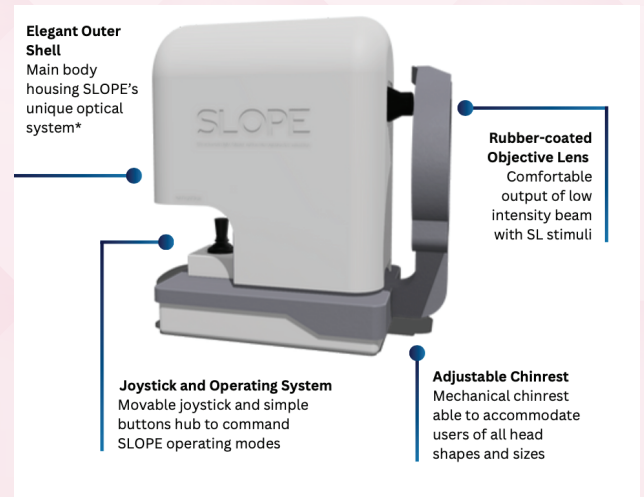 Elegant Outer
Shell
Main body
housing SLOPE's
unique optical
system*
SLOPE
Rubber-coated
Objective Lens
Comfortable
output of low
intensity beam
with SL stimuli
Joystick and Operating System
Movable joystick and simple
buttons hub to command
SLOPE operating modes
Adjustable Chinrest
Mechanical chinrest
able to accommodate
users of all head
shapes and sizes